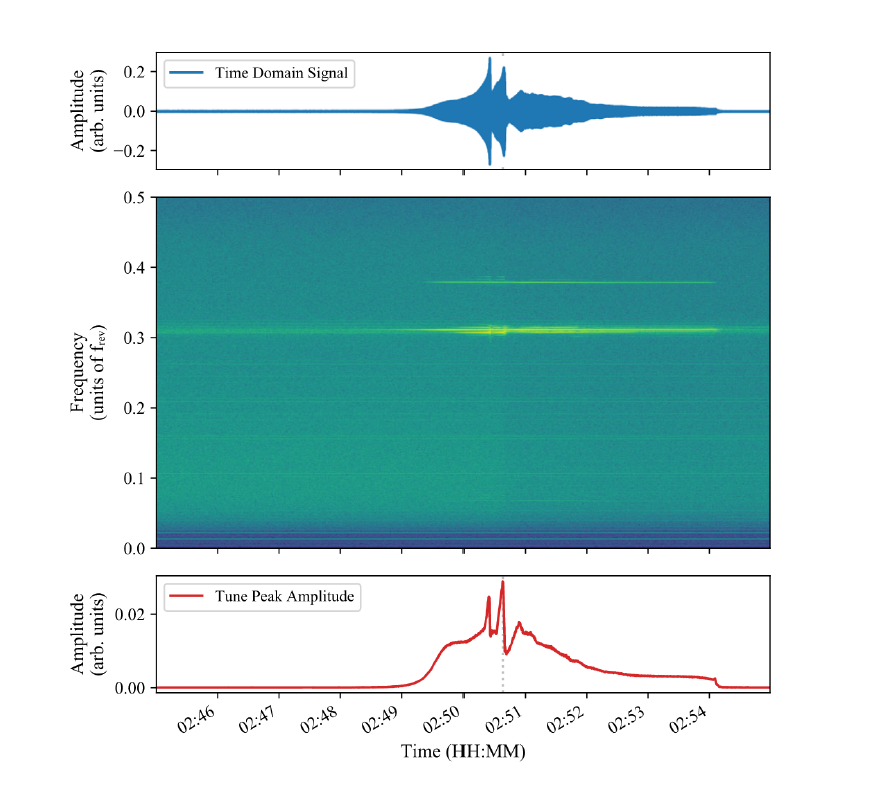 Amplitude
(arb. units)
0.2
0.0
−0.2
Time Domain Signal
Frequency
(units of frev)
0.5
0.4
0.3
0.2
0.1
0.0
Amplitude
(arb. units)
0.02
0.00
Tune Peak Amplitude
02:46
02:47
02:48
02:49
02:50
02:51
02:52
02:53
02:54
Time (HH:MM)